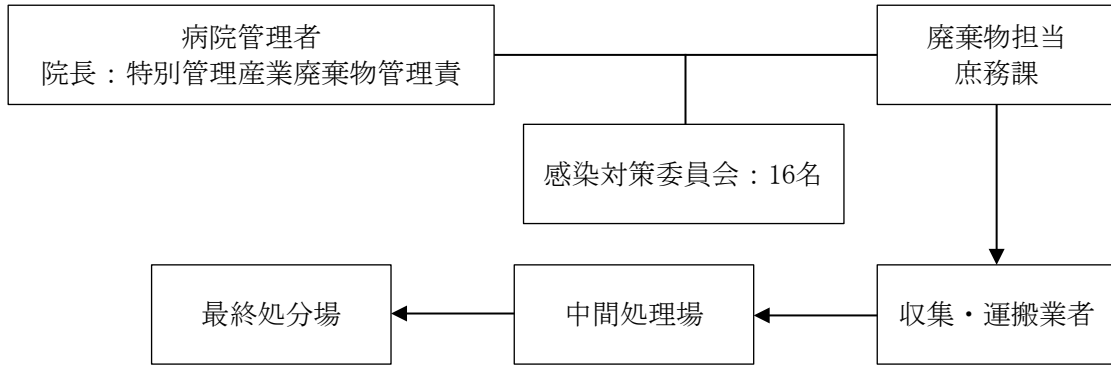 病院管理者
院長：特別管理産業廃棄物管理責
廃棄物担当
庶務課
感染対策委員会：16名
最終処分場
中間処理場
収集・運搬業者